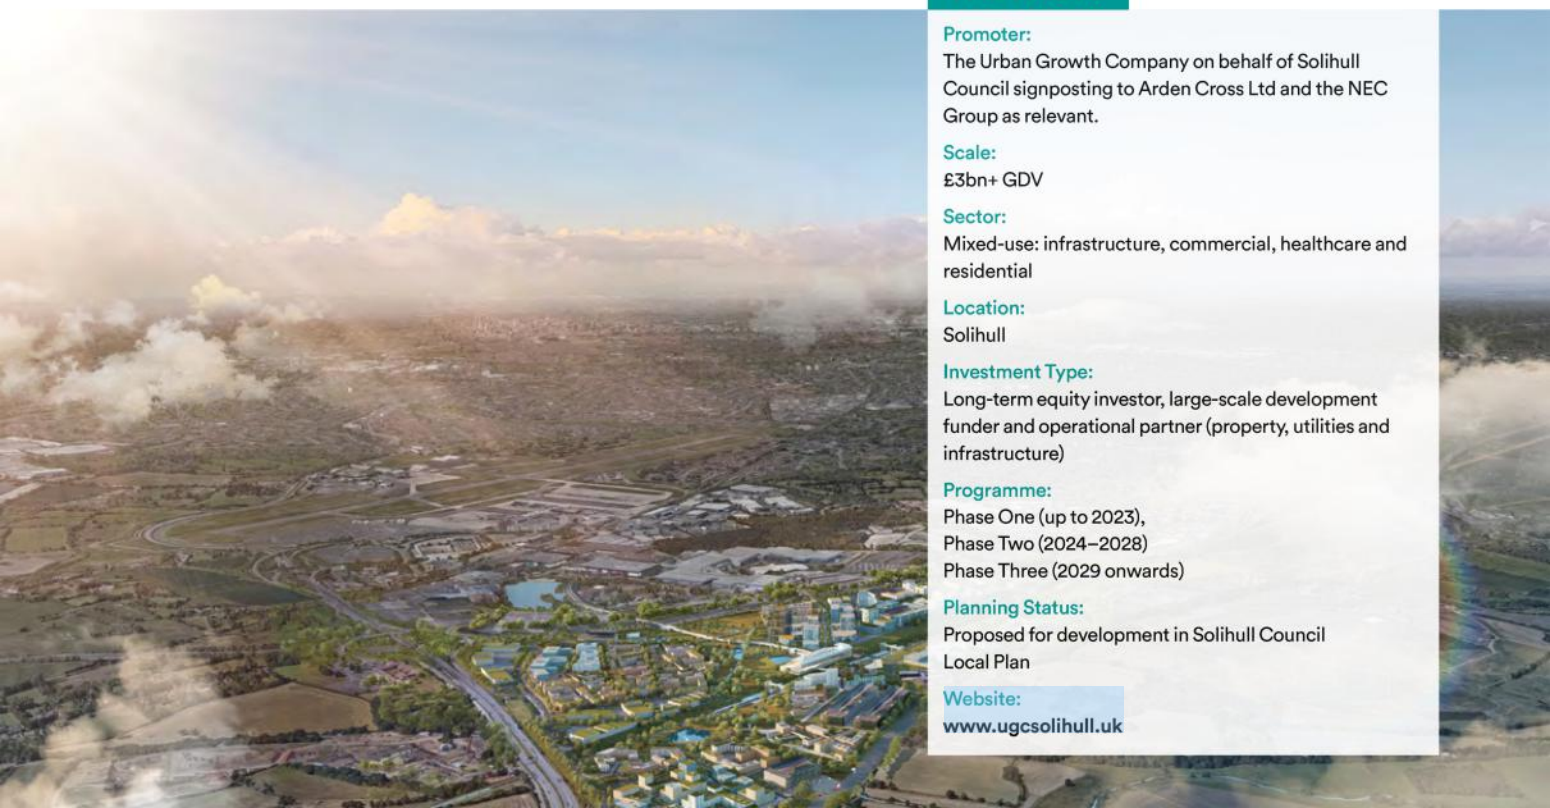 Promoter:
The Urban Growth Company on behalf of Solihull
Council signposting to Arden Cross Ltd and the NEC
Group as relevant.
Scale:
£3bn+ GDV
Sector:
Mixed-use: infrastructure, commercial, healthcare and
residential
Location:
Solihull
Investment Type:
Long-term equity investor, large-scale development
funder and operational partner (property, utilities and
infrastructure)
Programme:
Phase One (up to 2023),
Phase Two (2024–2028)
Phase Three (2029 onwards)
Planning Status:
Proposed for development in Solihull Council
Local Plan
Website:
www.ugcsolihull.uk